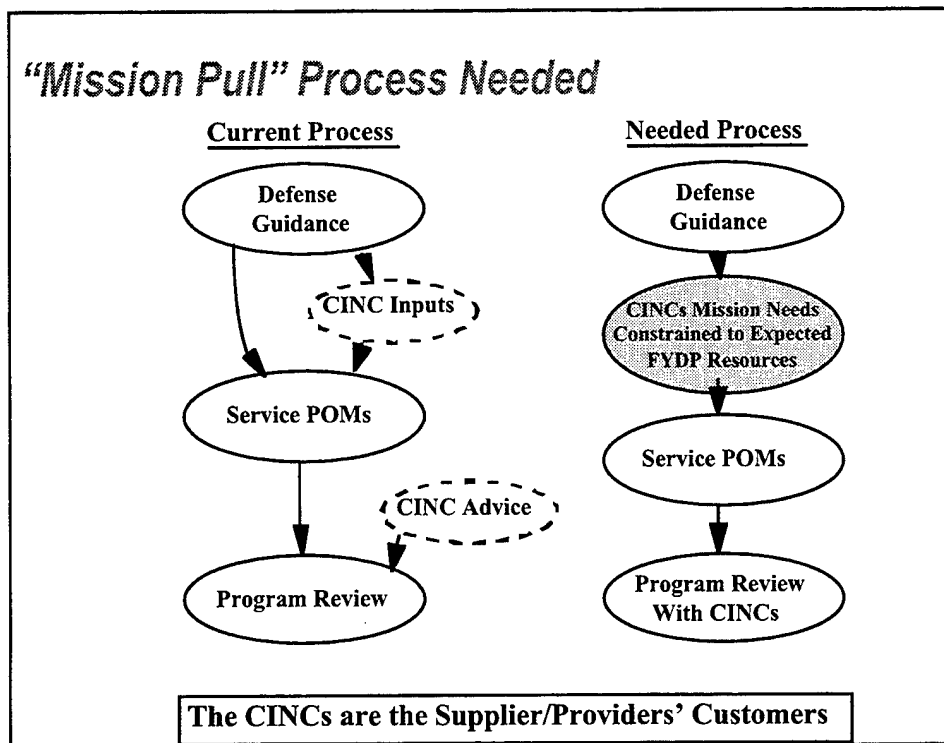 “Mission Pull” Process Needed
Current Process
Defense
Guidance
CINC Inputs
Service POMs
CINC Advice
Program Review
Needed Process
Defense
Guidance
CINCs Mission Needs
Constrained to Expected
FYDP Resources
Service POMs
Program Review
With CINCs
The CINCs are the Supplier/Providers’ Customers